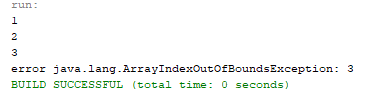 run:
1
2
3
error java.lang.ArrayIndexOutOfBoundsException: 3
BUILD SUCCESSFUL (total time: 0 seconds)